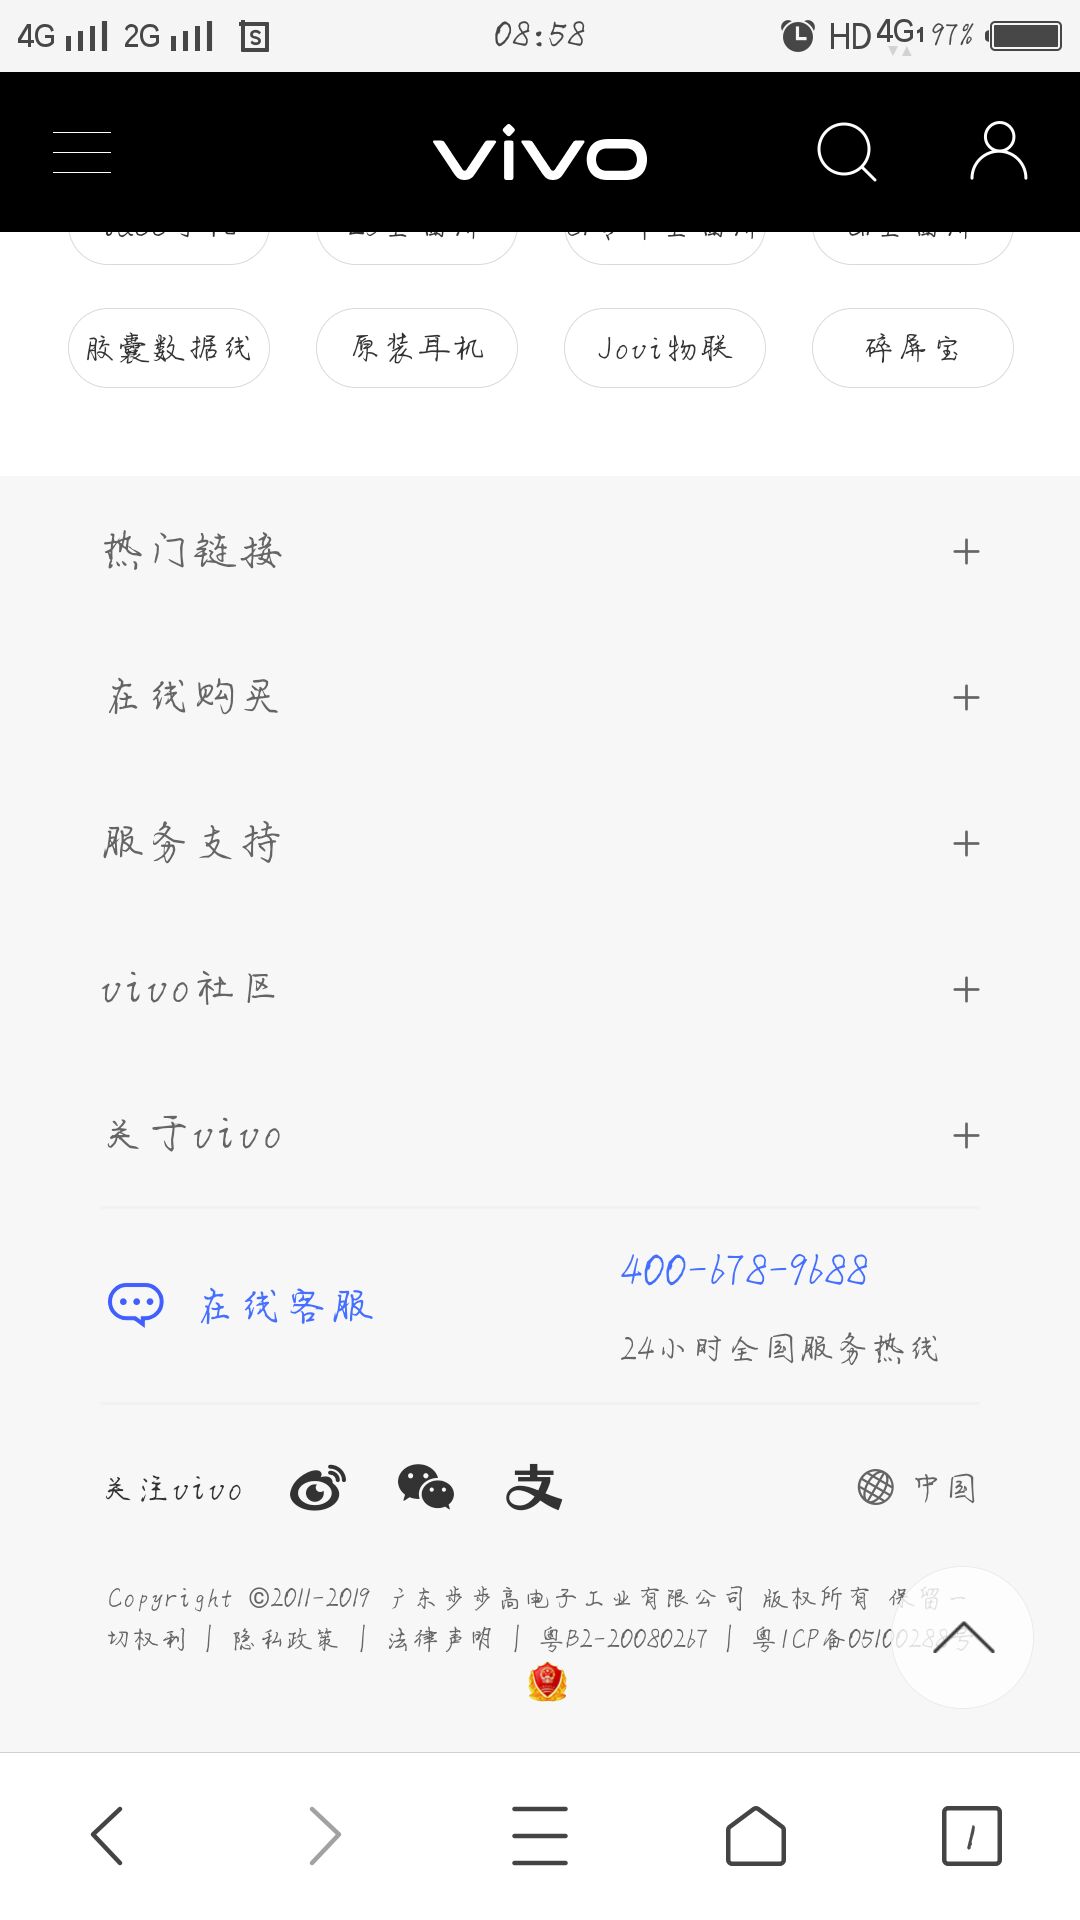 4G 2G S 08:58 HD 4G 1 97%
vivo
胶囊数据线 原装耳机 Jovi物联 碎屏宝
热门链接
在线购买
服务支持
vivo社区
关于vivo
在线客服 400-678-9688
24小时全国服务热线
关注vivo 中国
Copyright ©2011-2019 广东步步高电子工业有限公司 版权所有 保留一
切权利 | 隐私政策 | 法律声明 | 粤B2-20080267 | 粤ICP备05100288号
1